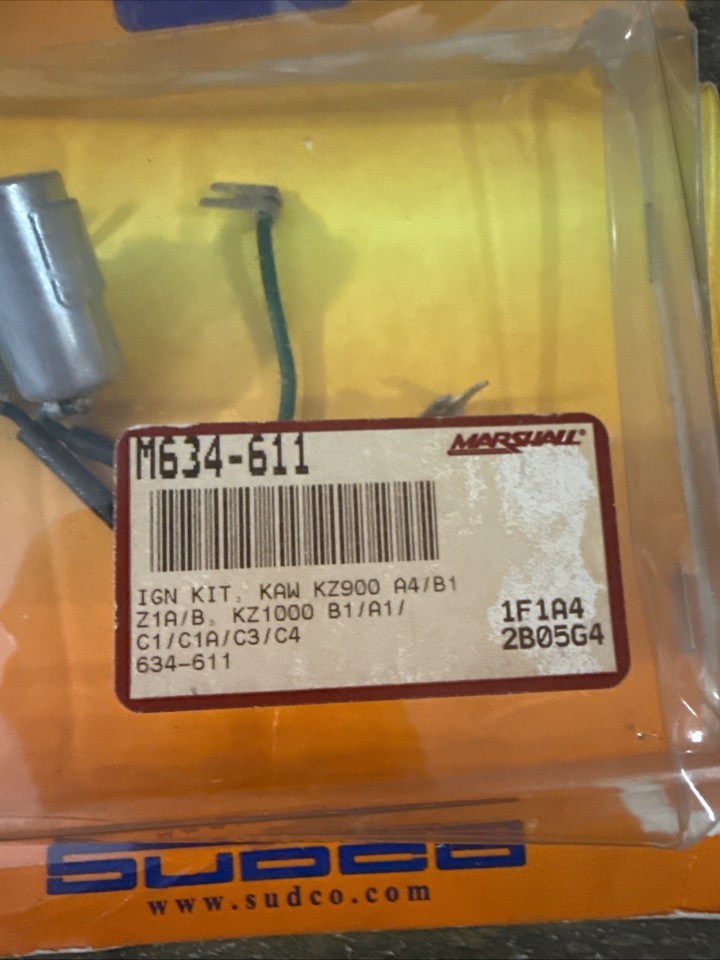 M634-611
MARSHALL
IGN KIT, KAW KZ900 A4/B1
Z1A/B, KZ1000 B1/A1/
C1/C1A/C3/C4
634-611
1F1A4
2B05G4
SUDCO
www.sudco.com